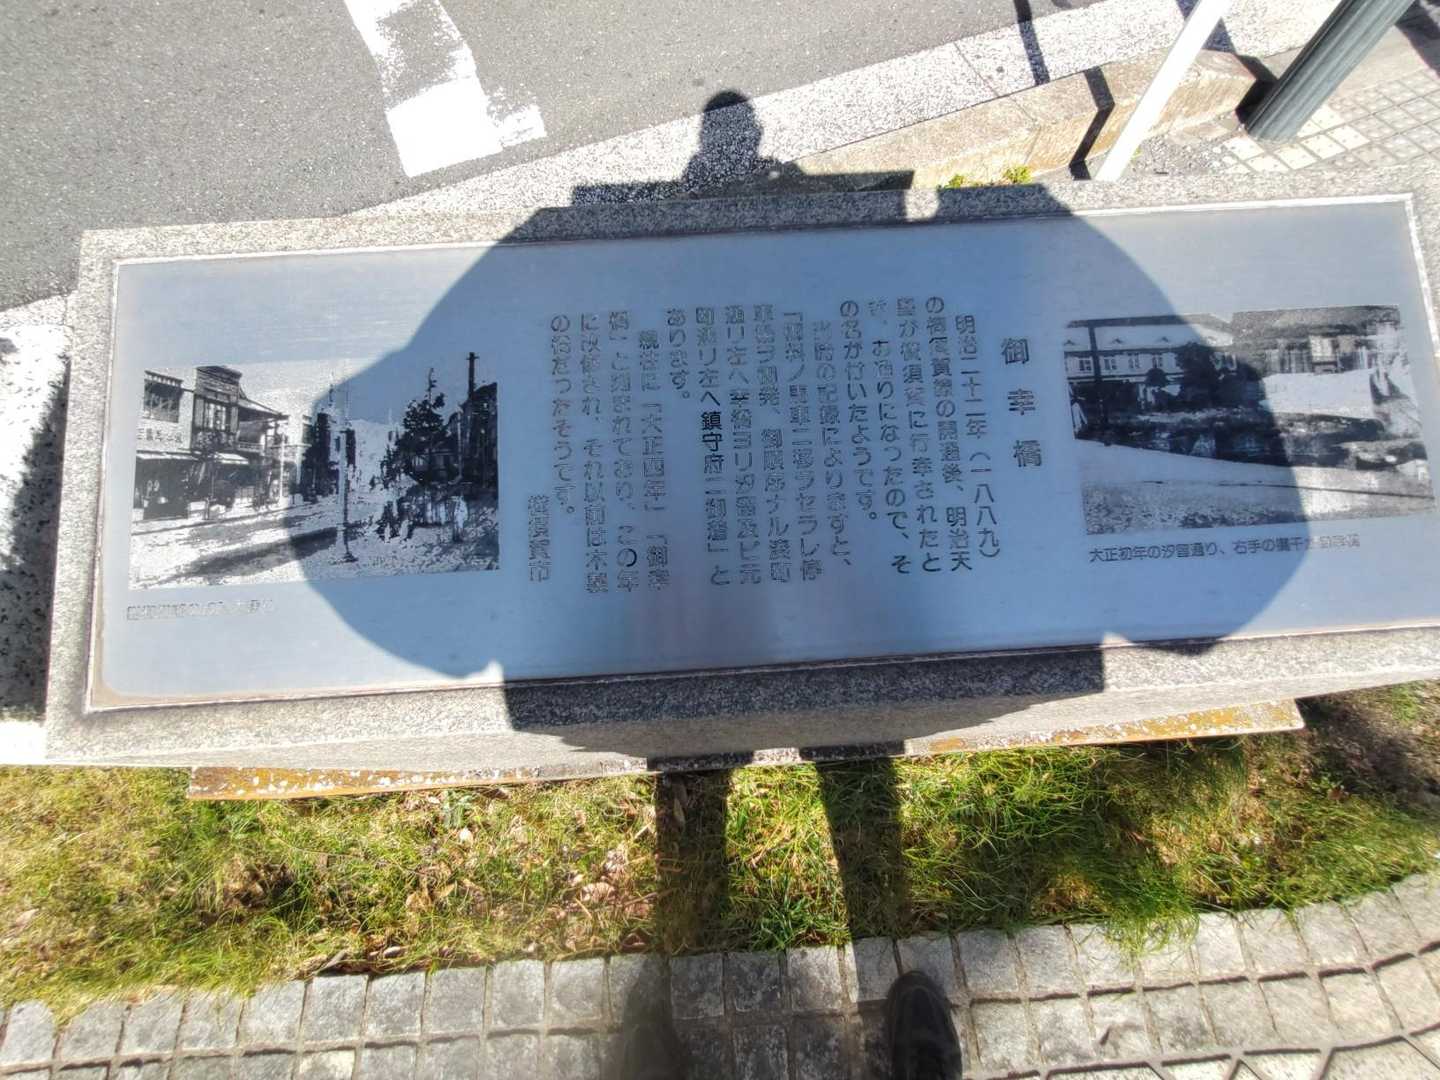 御幸橋
明治二十二年（一八八九）
の横須賀線の開通後、明治天
皇が横須賀に行幸されたと
き、お通りになったので、そ
の名が付いたようです。
当時の記録によりますと、
「御料ノ馬車ニ移ラセラレ停
車場ヲ御発、御順序ナル湊町
通リ左ヘ幸橋ヨリ汐留及ビ元
町通リ左ヘ鎮守府ニ御着」と
あります。
親柱に「大正四年」「御幸
橋」と刻まれており、この年
に改修され、それ以前は木製
の橋だったそうです。
横須賀市
大正初年の汐留通り、右手の欄干が御幸橋